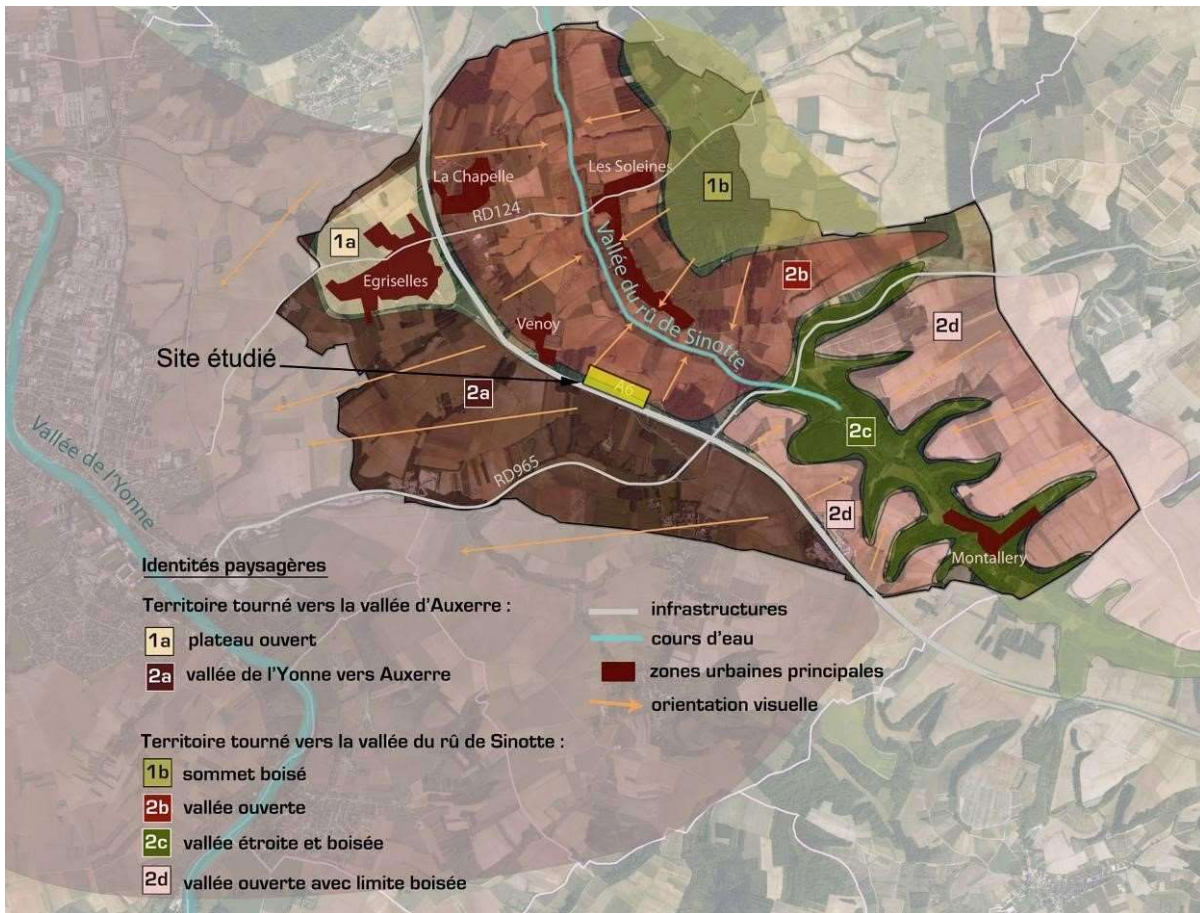 La Chapelle
Les Soleines
1b
RD124
1a
Egriselles
Vallée du rû de Sinotte
2b
2d
Venoy
Site étudié
A6
2a
2c
Vallée de l'Yonne
RD965
2d
Montallery
Identités paysagères
Territoire tourné vers la vallée d'Auxerre :
1a plateau ouvert
2a vallée de l'Yonne vers Auxerre
infrastructures
cours d'eau
zones urbaines principales
orientation visuelle
Territoire tourné vers la vallée du rû de Sinotte :
1b sommet boisé
2b vallée ouverte
2c vallée étroite et boisée
2d vallée ouverte avec limite boisée